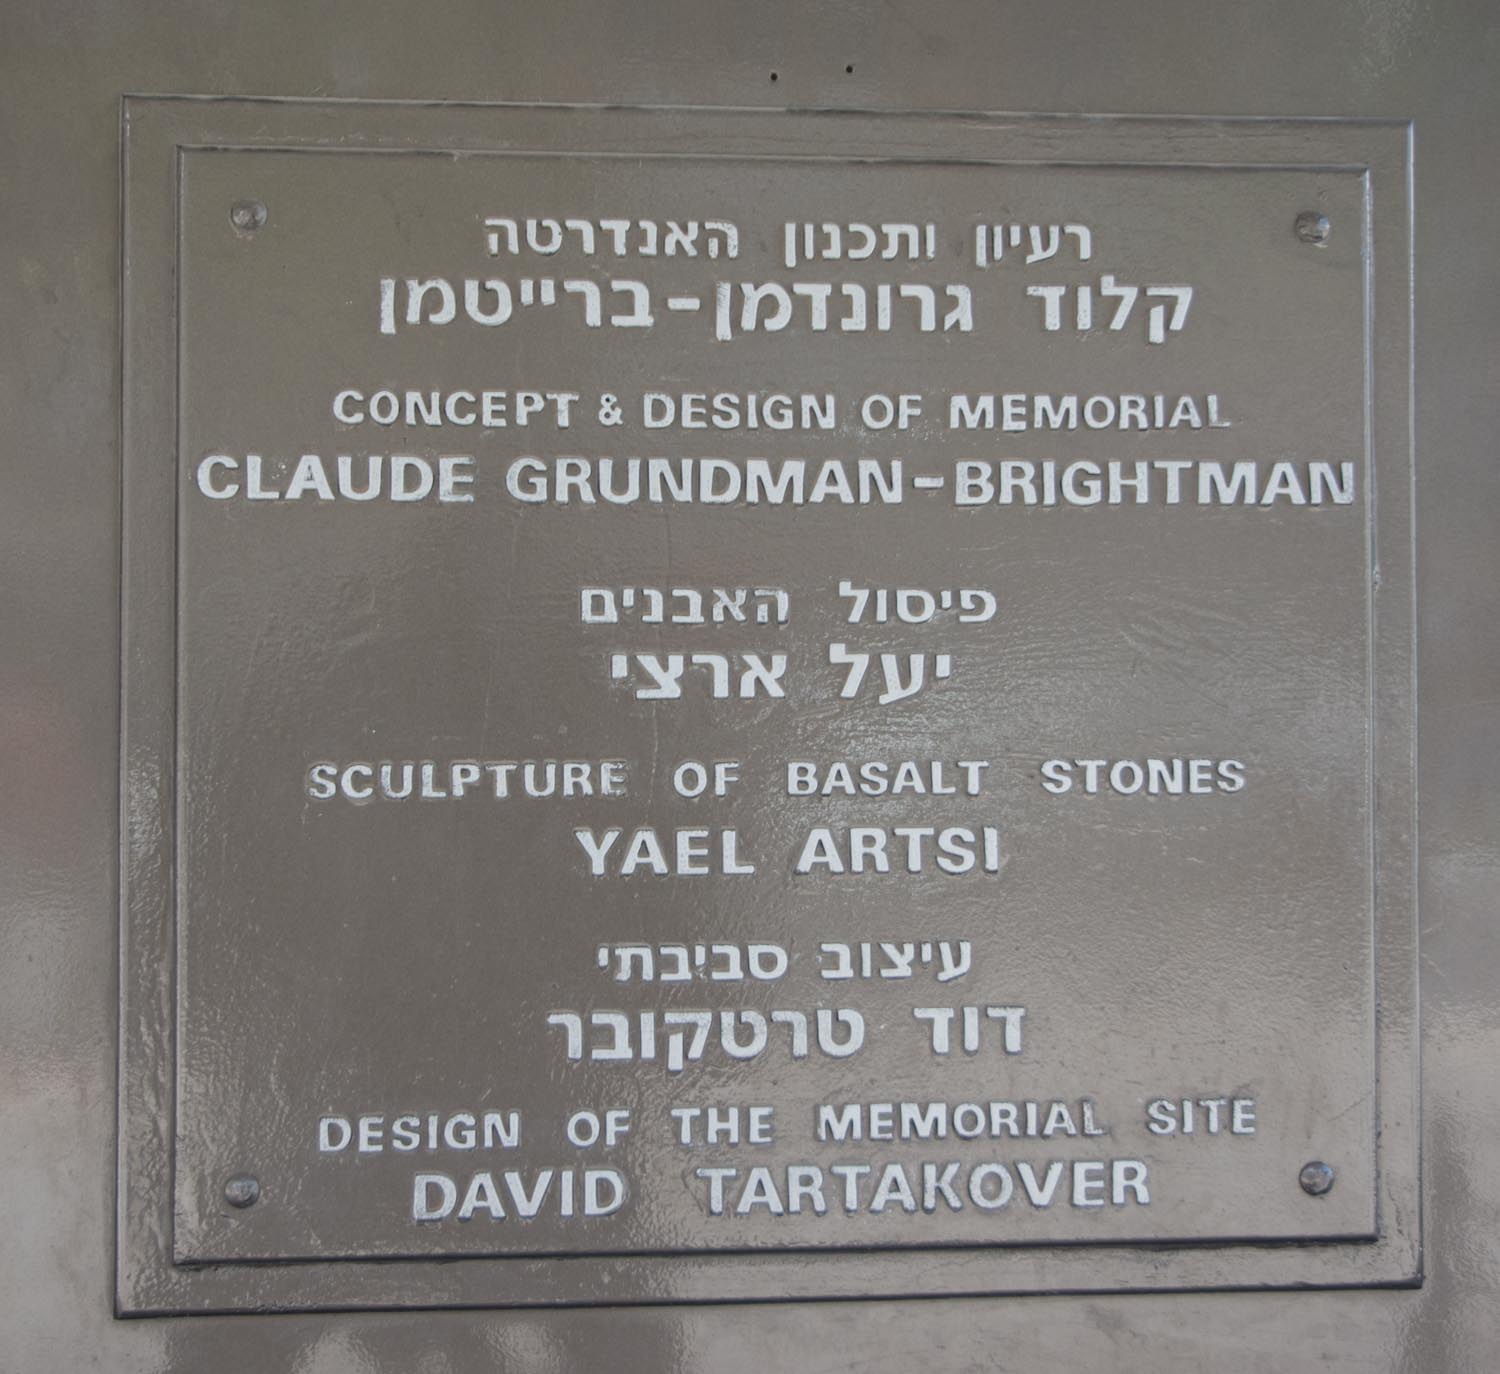 רעיון ותכנון האנדרטה
קלוד גרונדמן-ברייטמן
CONCEPT & DESIGN OF MEMORIAL
CLAUDE GRUNDMAN-BRIGHTMAN
פיסול האבנים
יעל ארצי
SCULPTURE OF BASALT STONES
YAEL ARTSI
עיצוב סביבתי
דוד טרטקובר
DESIGN OF THE MEMORIAL SITE
DAVID TARTAKOVER